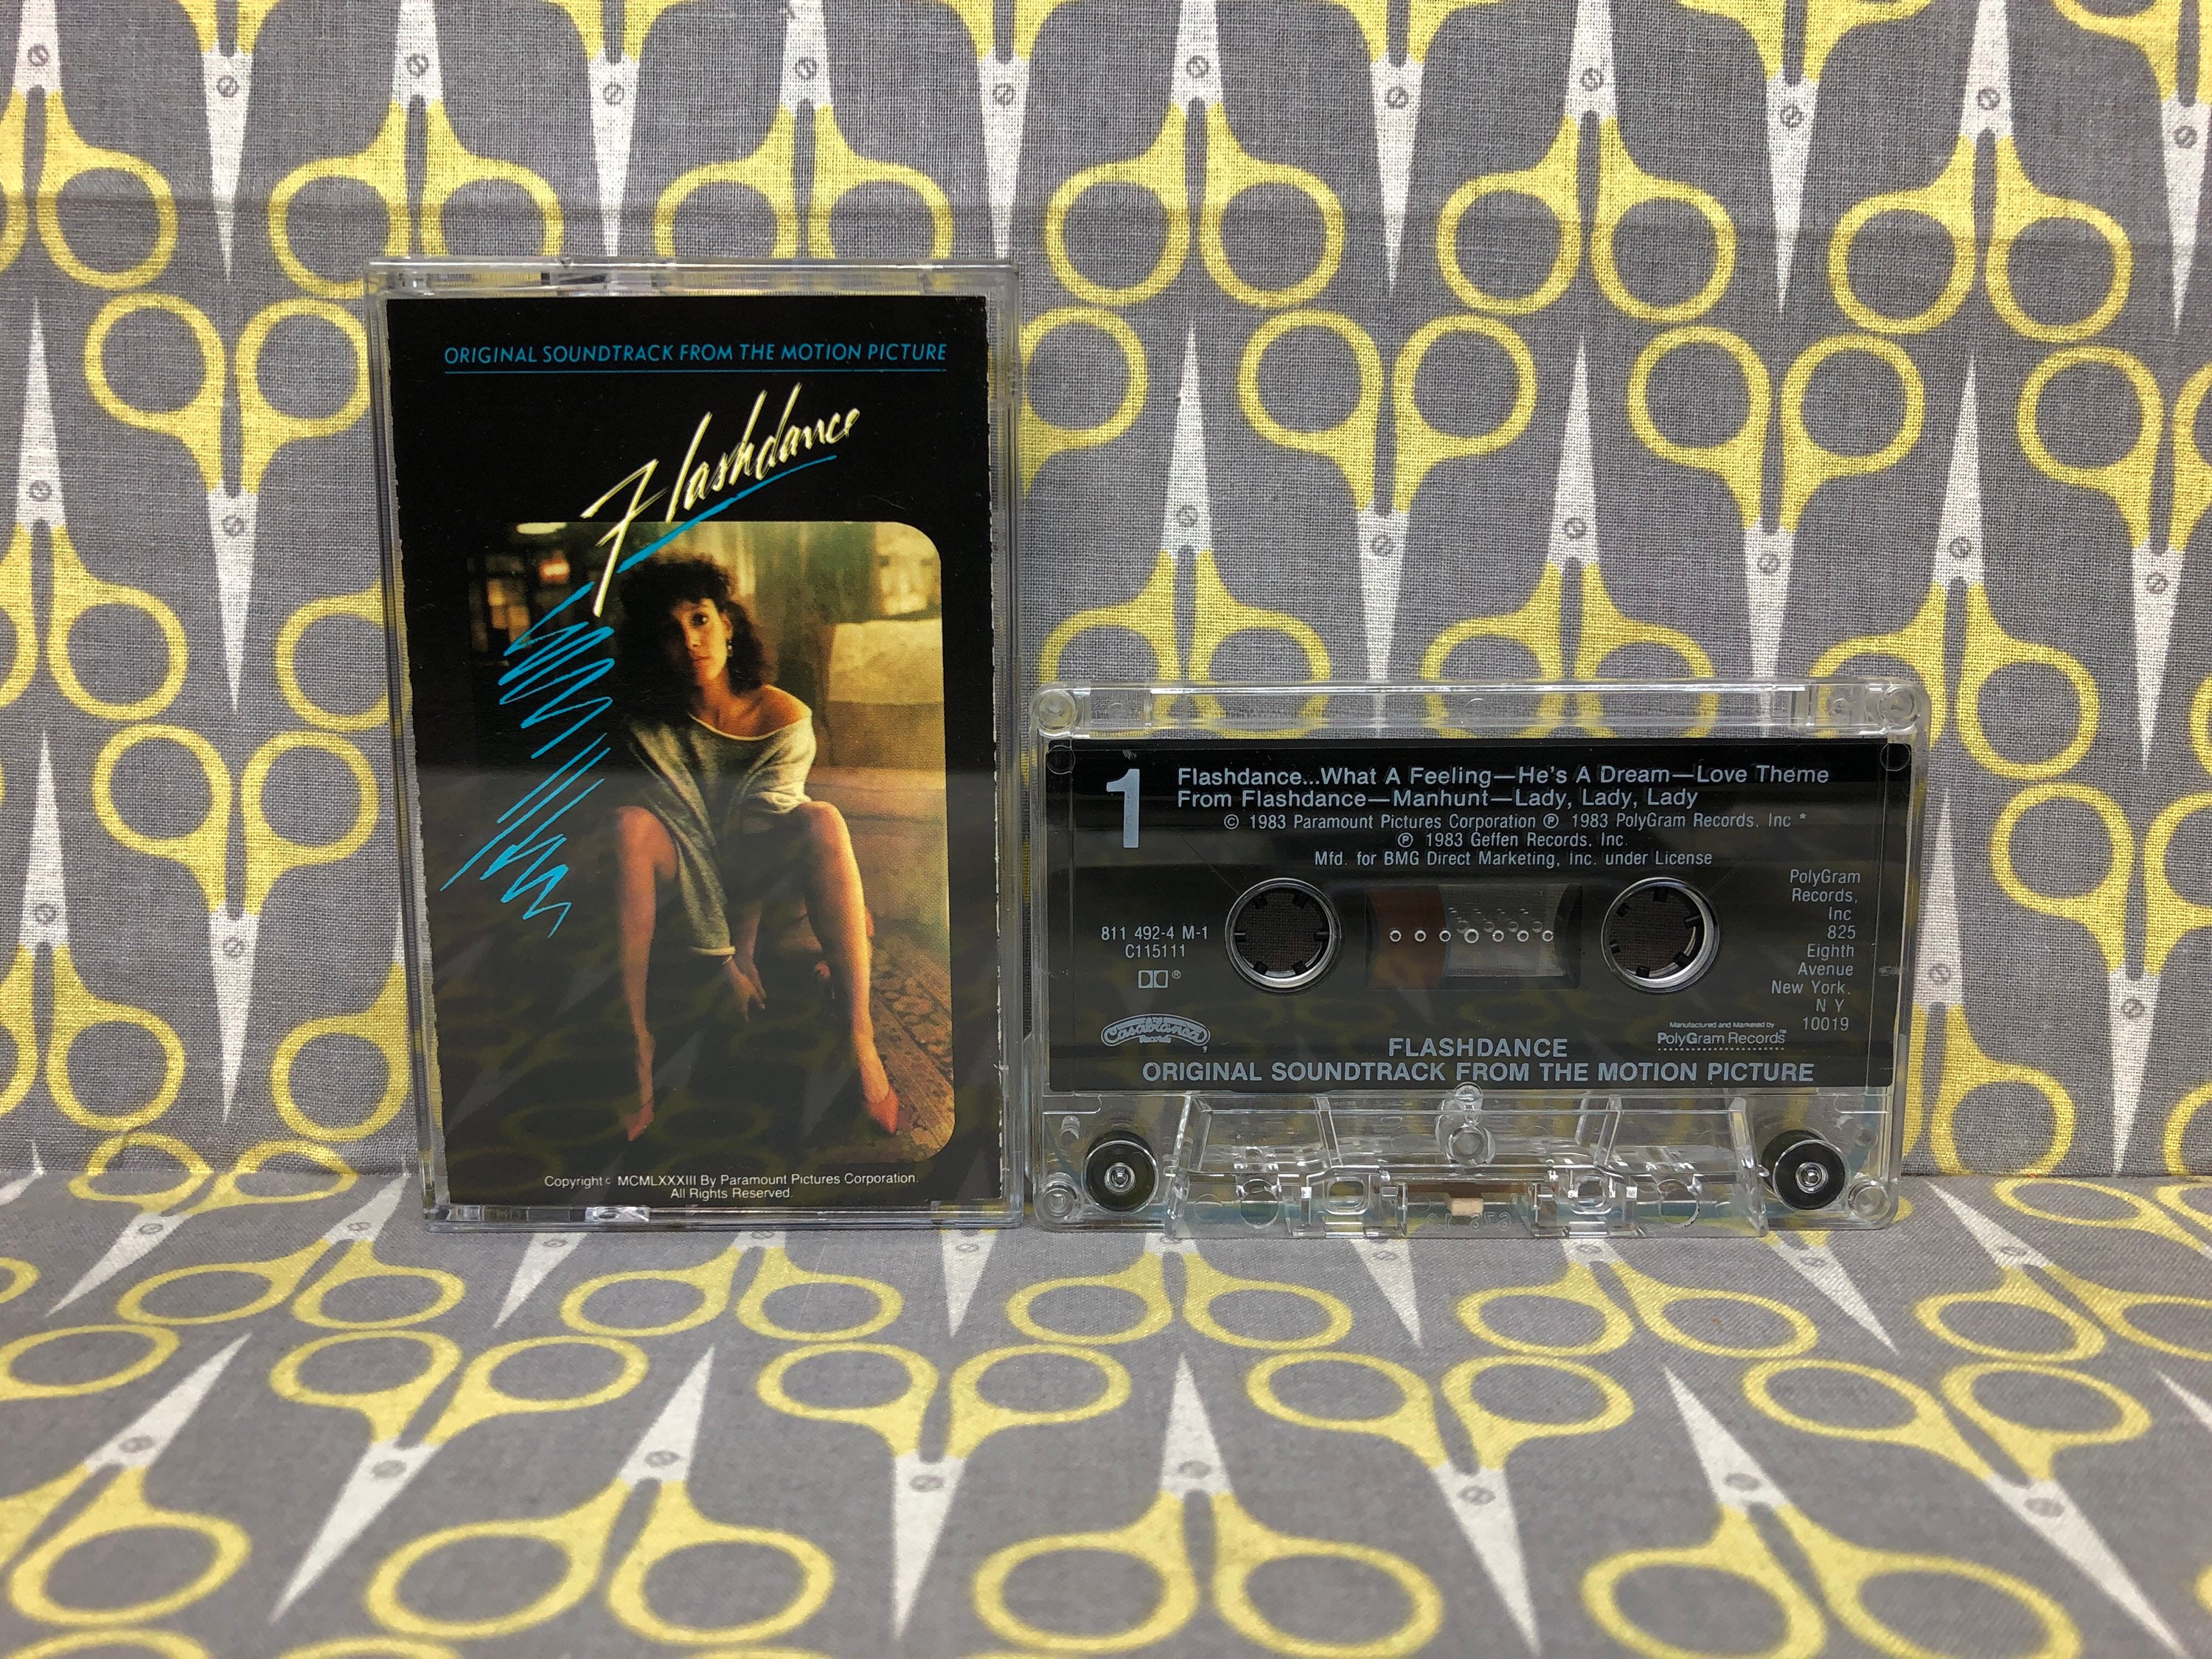 ORIGINAL SOUNDTRACK FROM THE MOTION PICTURE
Flashdance
Copyright c MCMLXXXIII By Paramount Pictures Corporation.
All Rights Reserved.
1
Flashdance...What A Feeling—He's A Dream—Love Theme
From Flashdance—Manhunt—Lady, Lady, Lady
© 1983 Paramount Pictures Corporation ℗ 1983 PolyGram Records, Inc *
℗ 1983 Geffen Records, Inc.
Mfd. for BMG Direct Marketing, Inc. under License
811 492-4 M-1
C115111
®
Casablanca
Records
PolyGram
Records,
Inc
825
Eighth
Avenue
New York,
N Y
10019
Manufactured and Marketed by
PolyGram Records™
FLASHDANCE
ORIGINAL SOUNDTRACK FROM THE MOTION PICTURE